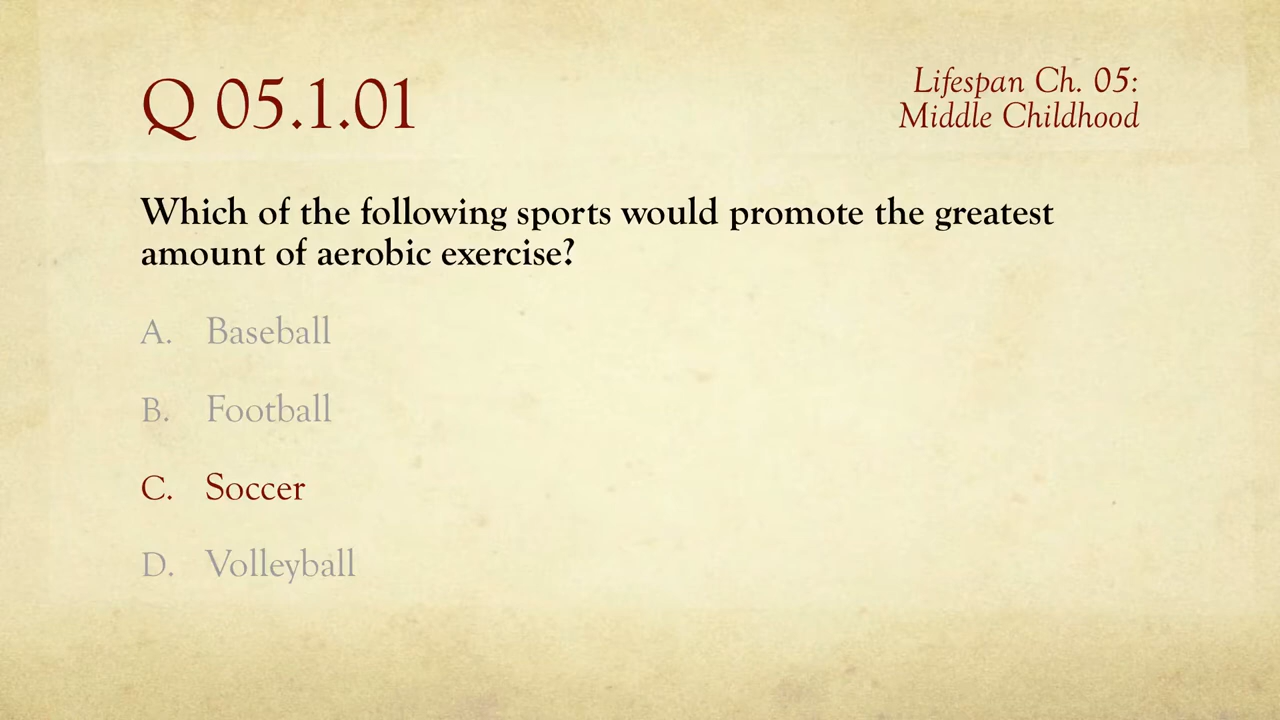 Q 05.1.01
Lifespan Ch. 05:
Middle Childhood
Which of the following sports would promote the greatest
amount of aerobic exercise?
A. Baseball
B. Football
C. Soccer
D. Volleyball